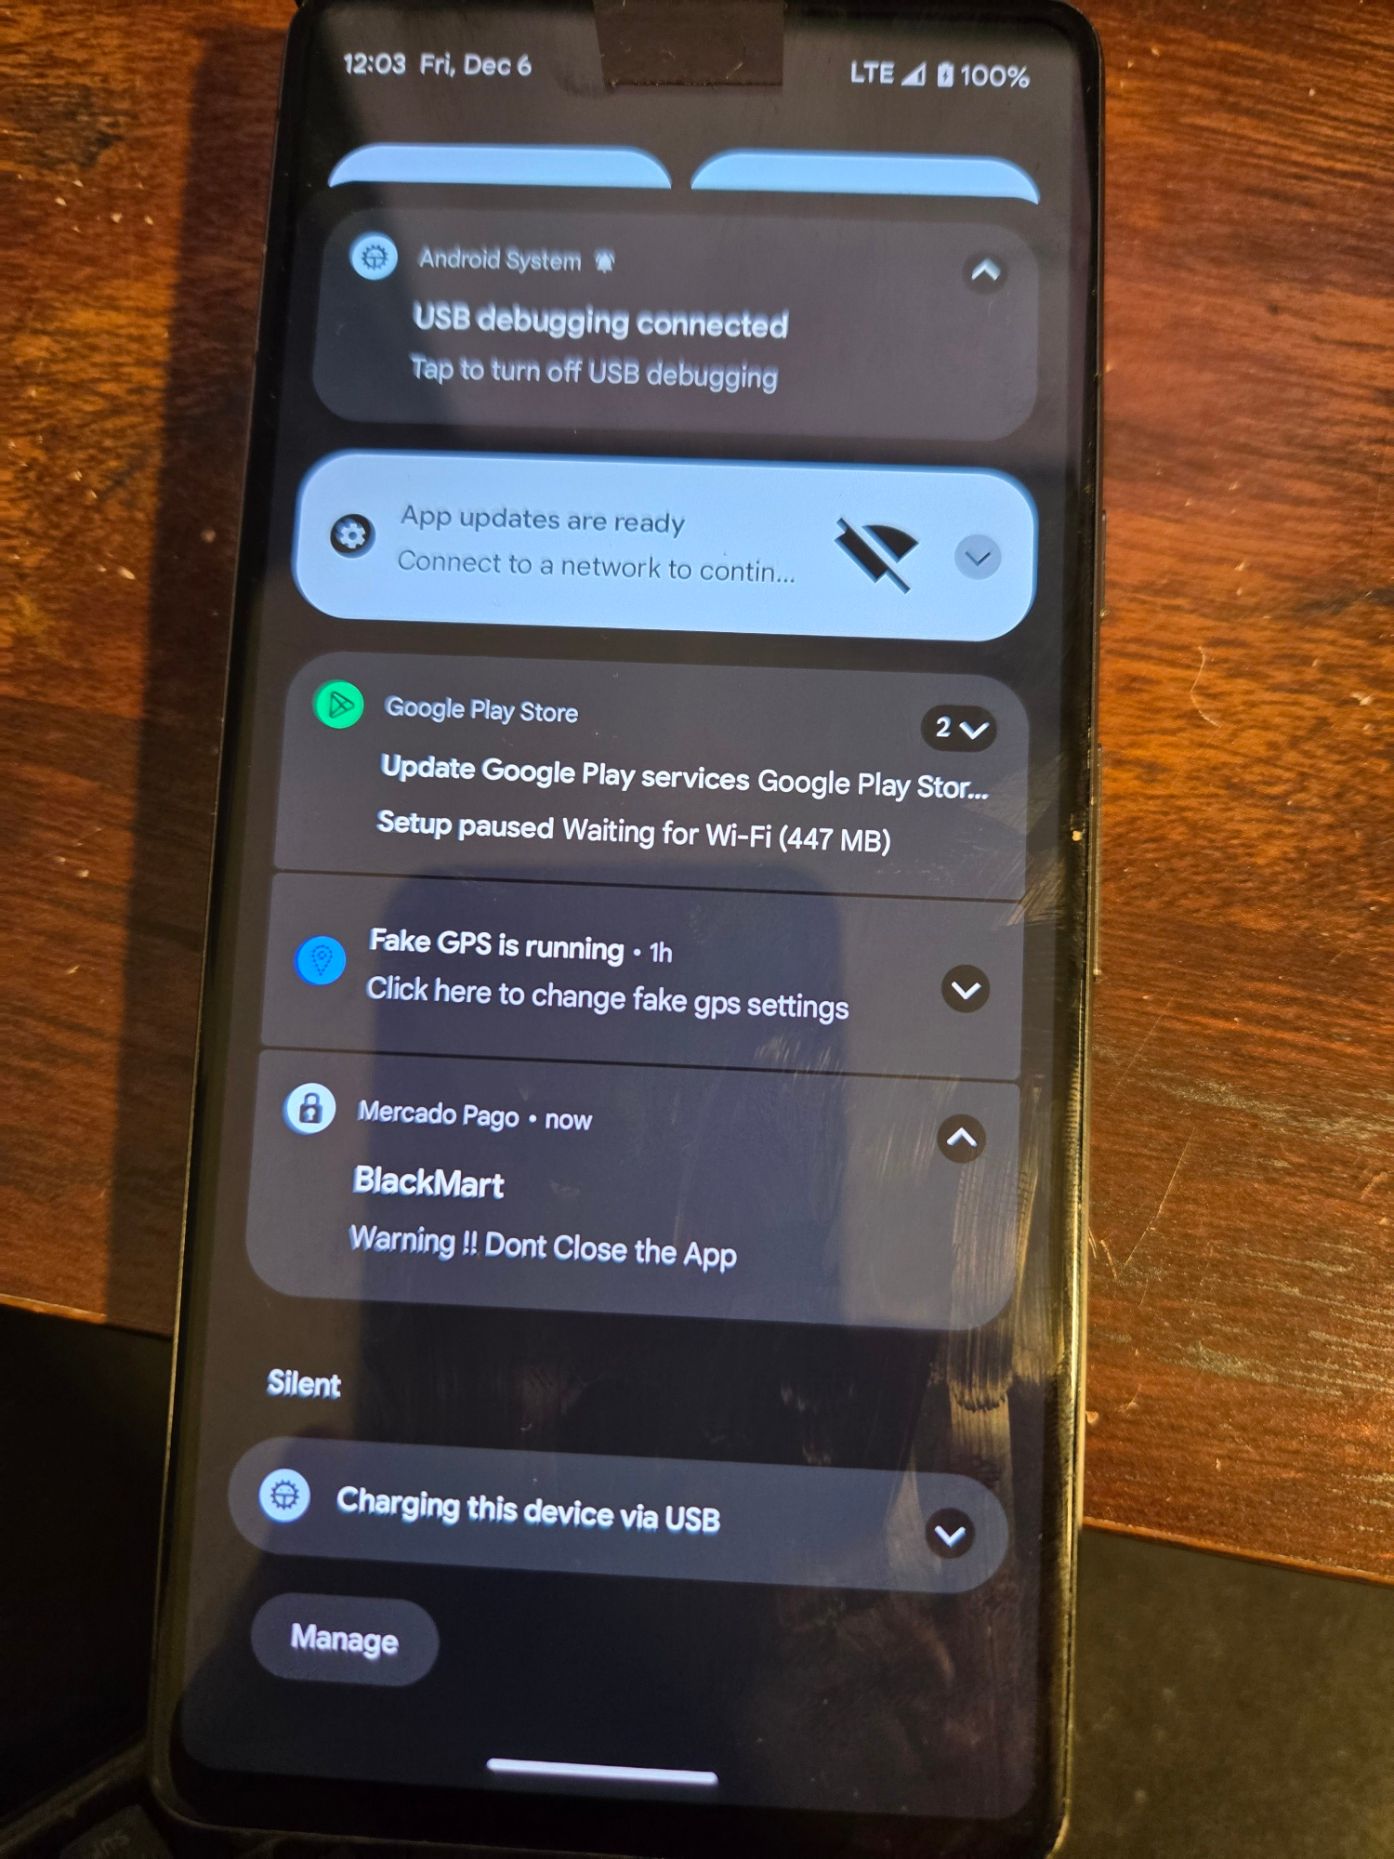 12:03 Fri, Dec 6
LTE 100%
Android System
USB debugging connected
Tap to turn off USB debugging
App updates are ready
Connect to a network to contin...
Google Play Store
2
Update Google Play services Google Play Stor...
Setup paused Waiting for Wi-Fi (447 MB)
Fake GPS is running • 1h
Click here to change fake gps settings
Mercado Pago • now
BlackMart
Warning !! Dont Close the App
Silent
Charging this device via USB
Manage